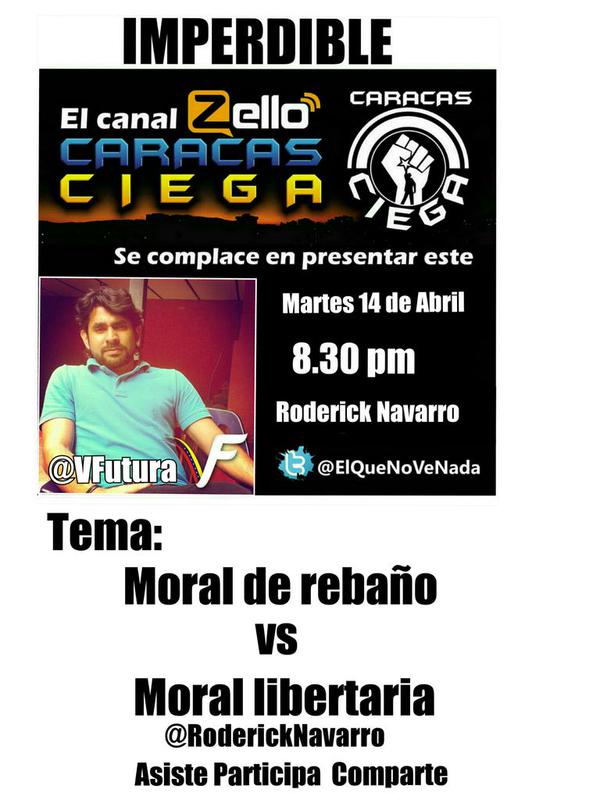 IMPERDIBLE
El canal Zello
CARACAS
CIEGA
CARACAS
CIEGA
Se complace en presentar este
Martes 14 de Abril
8.30 pm
Roderick Navarro
@VFutura VF
@ElQueNoVeNada
Tema:
Moral de rebaño
vs
Moral libertaria
@RoderickNavarro
Asiste Participa Comparte